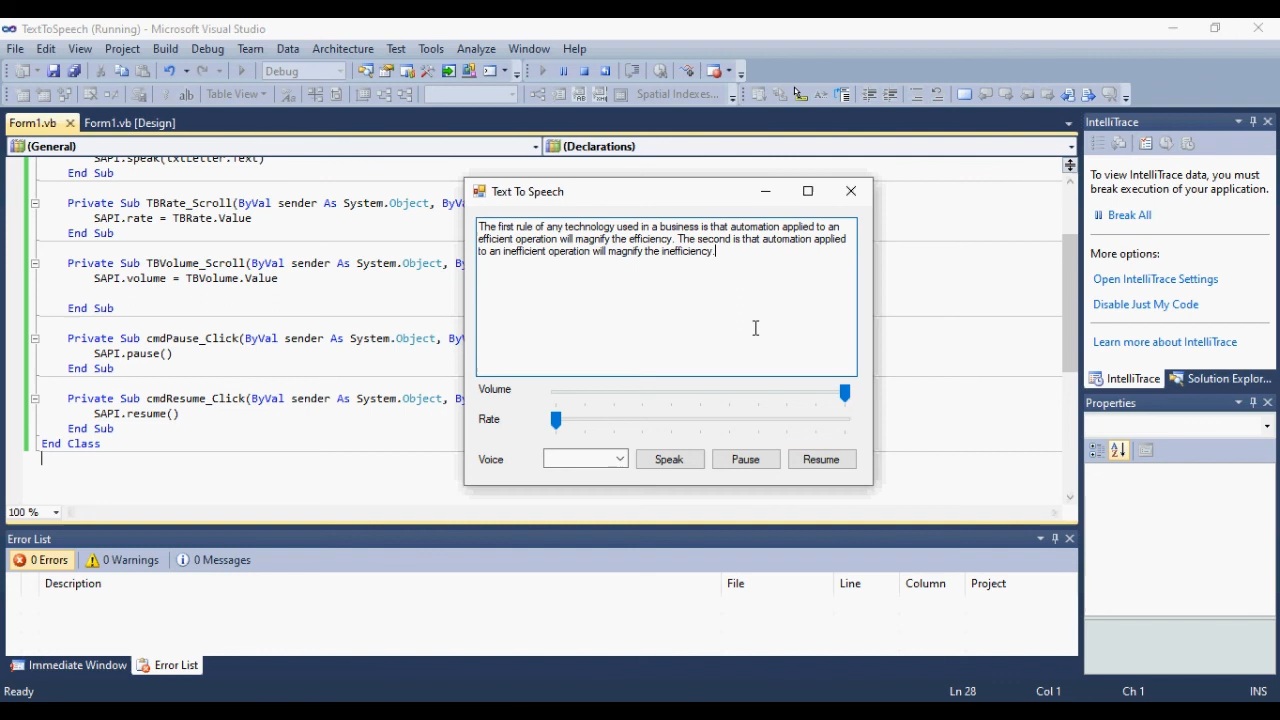 TextToSpeech (Running) - Microsoft Visual Studio
File Edit View Project Build Debug Team Data Architecture Test Tools Analyze Window Help
Debug
Table View Spatial Indexes...
Form1.vb Form1.vb [Design]
(General) (Declarations)
SAPI.Speak(txtLetter.Text)
End Sub
Private Sub TBRate_Scroll(ByVal sender As System.Object, ByV
SAPI.rate = TBRate.Value
End Sub
Private Sub TBVolume_Scroll(ByVal sender As System.Object, By
SAPI.volume = TBVolume.Value
End Sub
Private Sub cmdPause_Click(ByVal sender As System.Object, By
SAPI.pause()
End Sub
Private Sub cmdResume_Click(ByVal sender As System.Object, By
SAPI.resume()
End Sub
End Class
100 %
Text To Speech
The first rule of any technology used in a business is that automation applied to an
efficient operation will magnify the efficiency. The second is that automation applied
to an inefficient operation will magnify the inefficiency.
Volume
Rate
Voice Speak Pause Resume
IntelliTrace
To view IntelliTrace data, you must
break execution of your application.
Break All
More options:
Open IntelliTrace Settings
Disable Just My Code
Learn more about IntelliTrace
IntelliTrace Solution Explor...
Properties
Error List
0 Errors 0 Warnings 0 Messages
Description File Line Column Project
Immediate Window Error List
Ready Ln 28 Col 1 Ch 1 INS